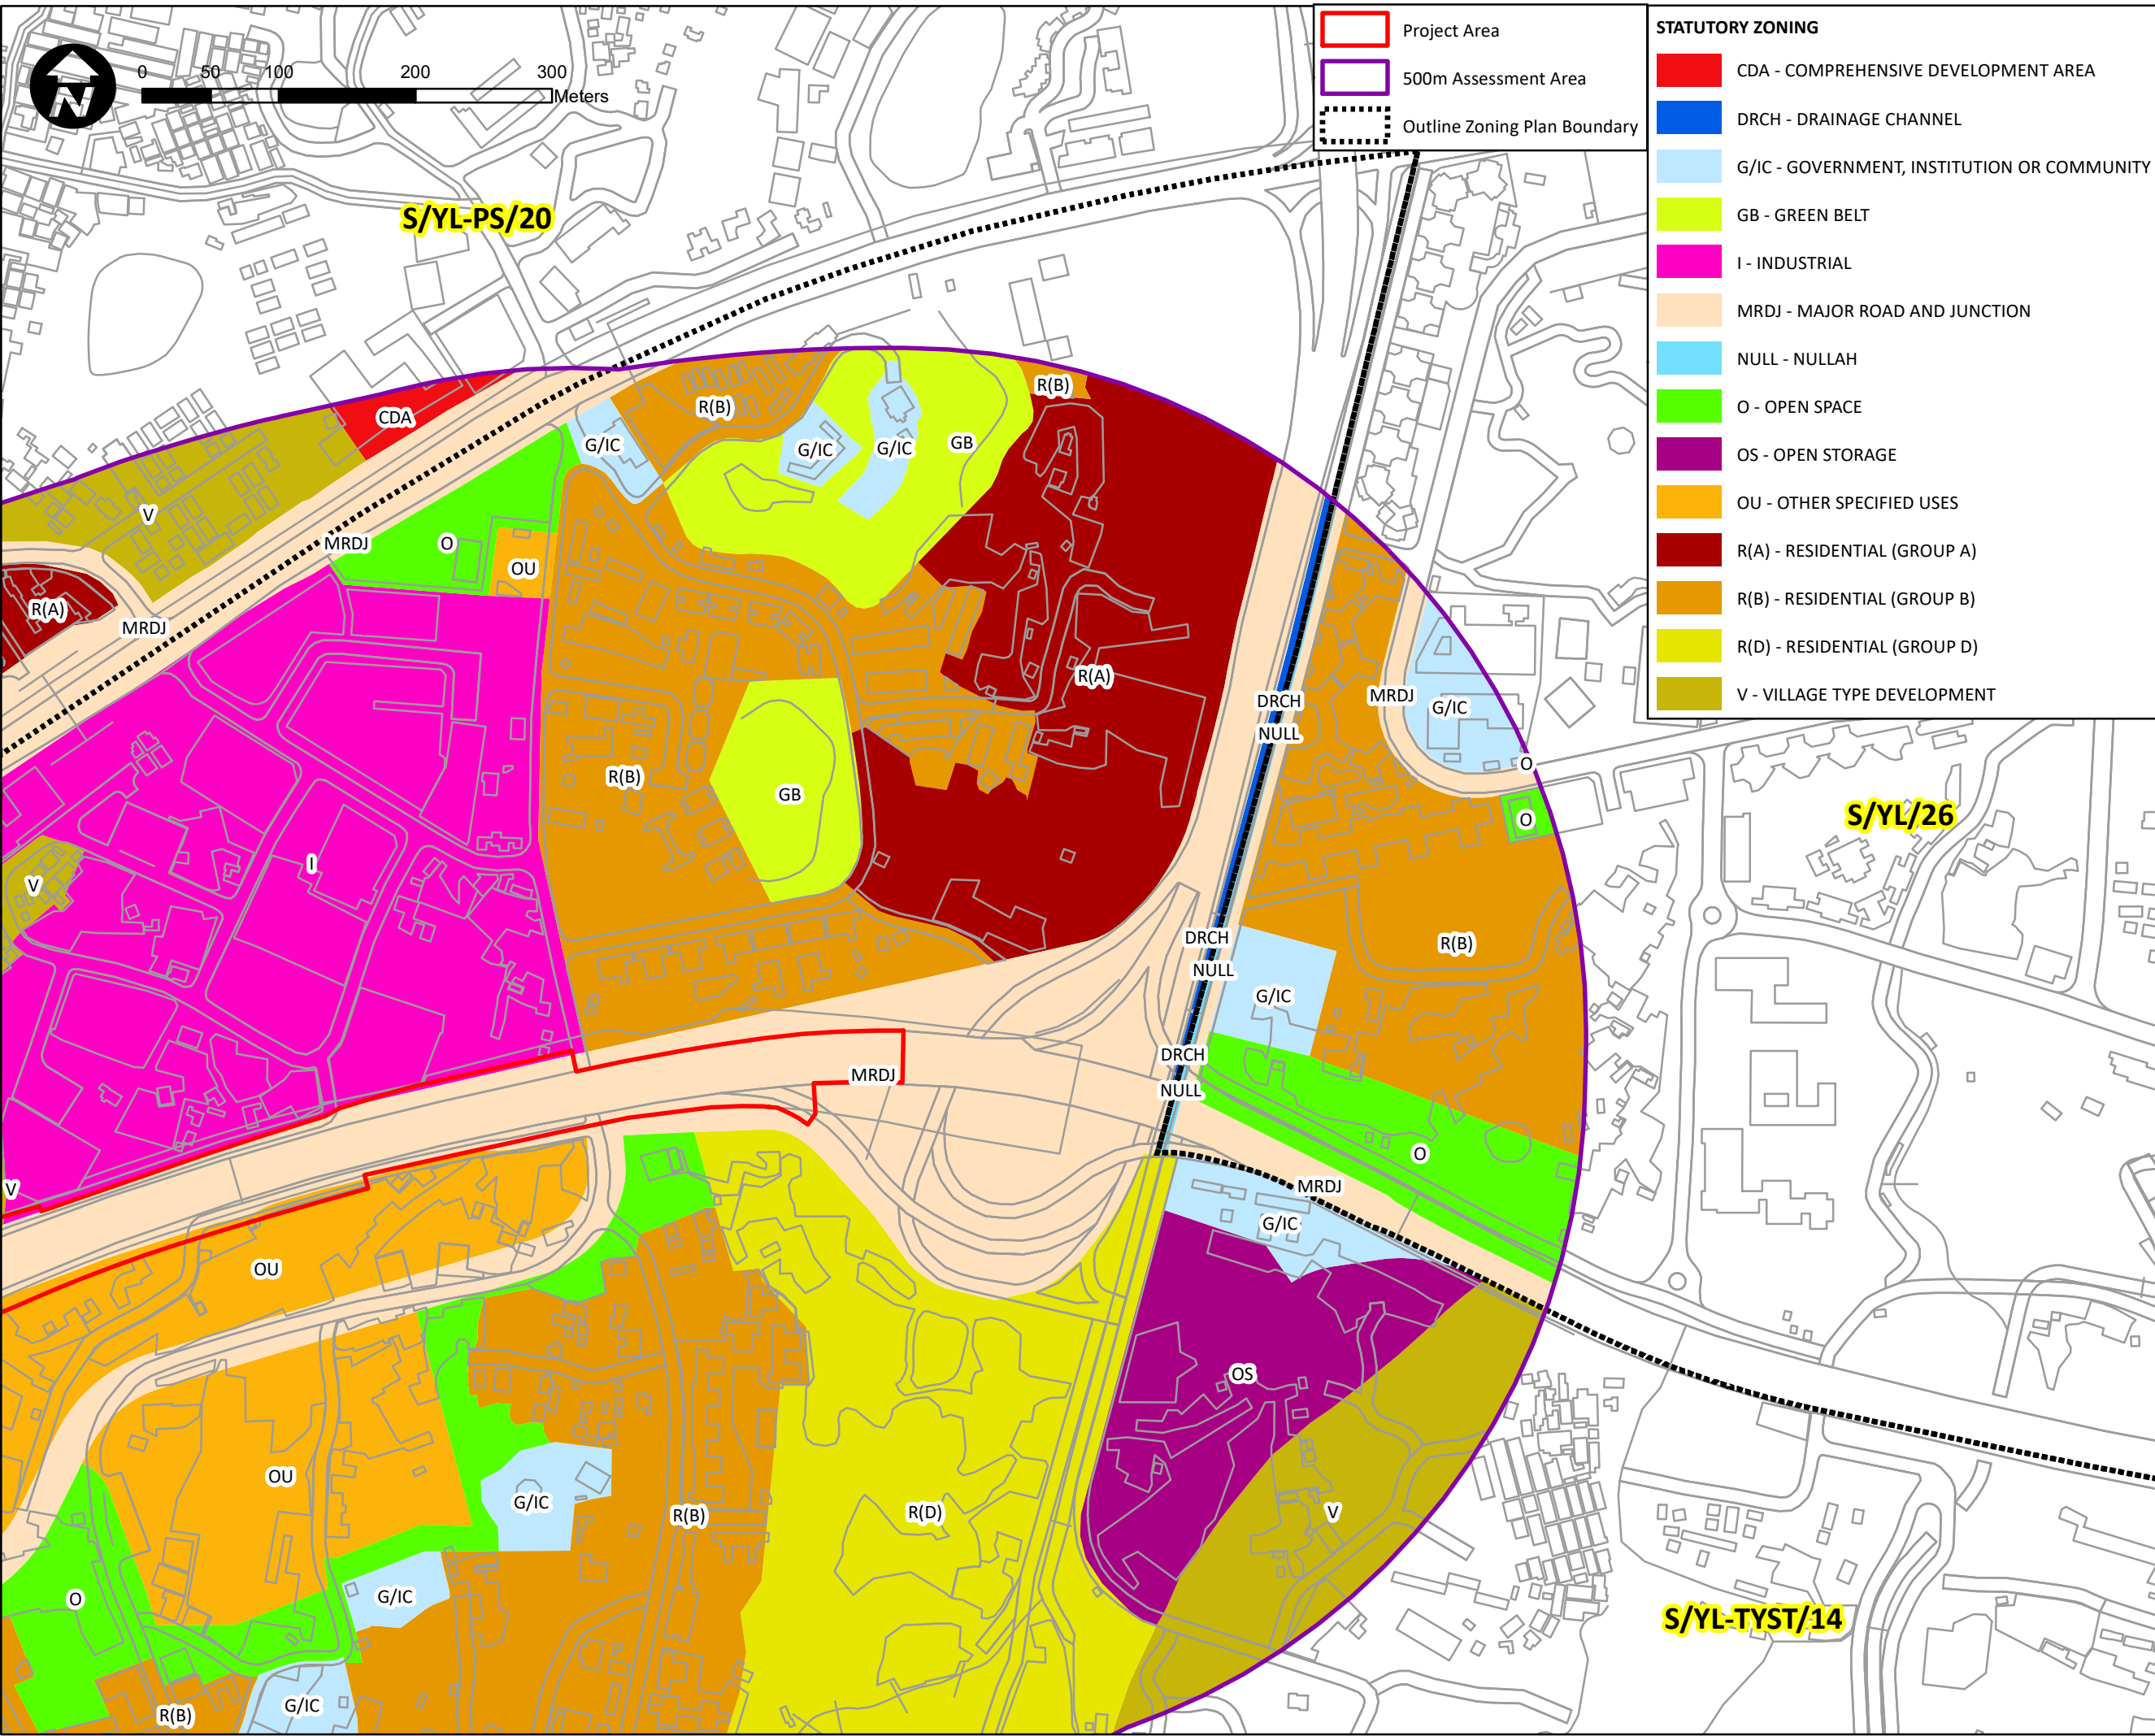 N
0 50 100 200 300
Meters
Project Area
500m Assessment Area
Outline Zoning Plan Boundary
STATUTORY ZONING
CDA - COMPREHENSIVE DEVELOPMENT AREA
DRCH - DRAINAGE CHANNEL
G/IC - GOVERNMENT, INSTITUTION OR COMMUNITY
GB - GREEN BELT
I - INDUSTRIAL
MRDJ - MAJOR ROAD AND JUNCTION
NULL - NULLAH
O - OPEN SPACE
OS - OPEN STORAGE
OU - OTHER SPECIFIED USES
R(A) - RESIDENTIAL (GROUP A)
R(B) - RESIDENTIAL (GROUP B)
R(D) - RESIDENTIAL (GROUP D)
V - VILLAGE TYPE DEVELOPMENT
S/YL-PS/20
R(B)
CDA
R(B)
G/IC
G/IC
G/IC
GB
V
MRDJ
O
OU
R(A)
MRDJ
R(A)
DRCH
NULL
MRDJ
G/IC
O
R(B)
GB
O
S/YL/26
I
V
DRCH
NULL
R(B)
G/IC
DRCH
NULL
MRDJ
O
V
MRDJ
G/IC
OU
OS
OU
G/IC
R(B)
R(D)
V
G/IC
O
S/YL-TYST/14
G/IC
R(B)